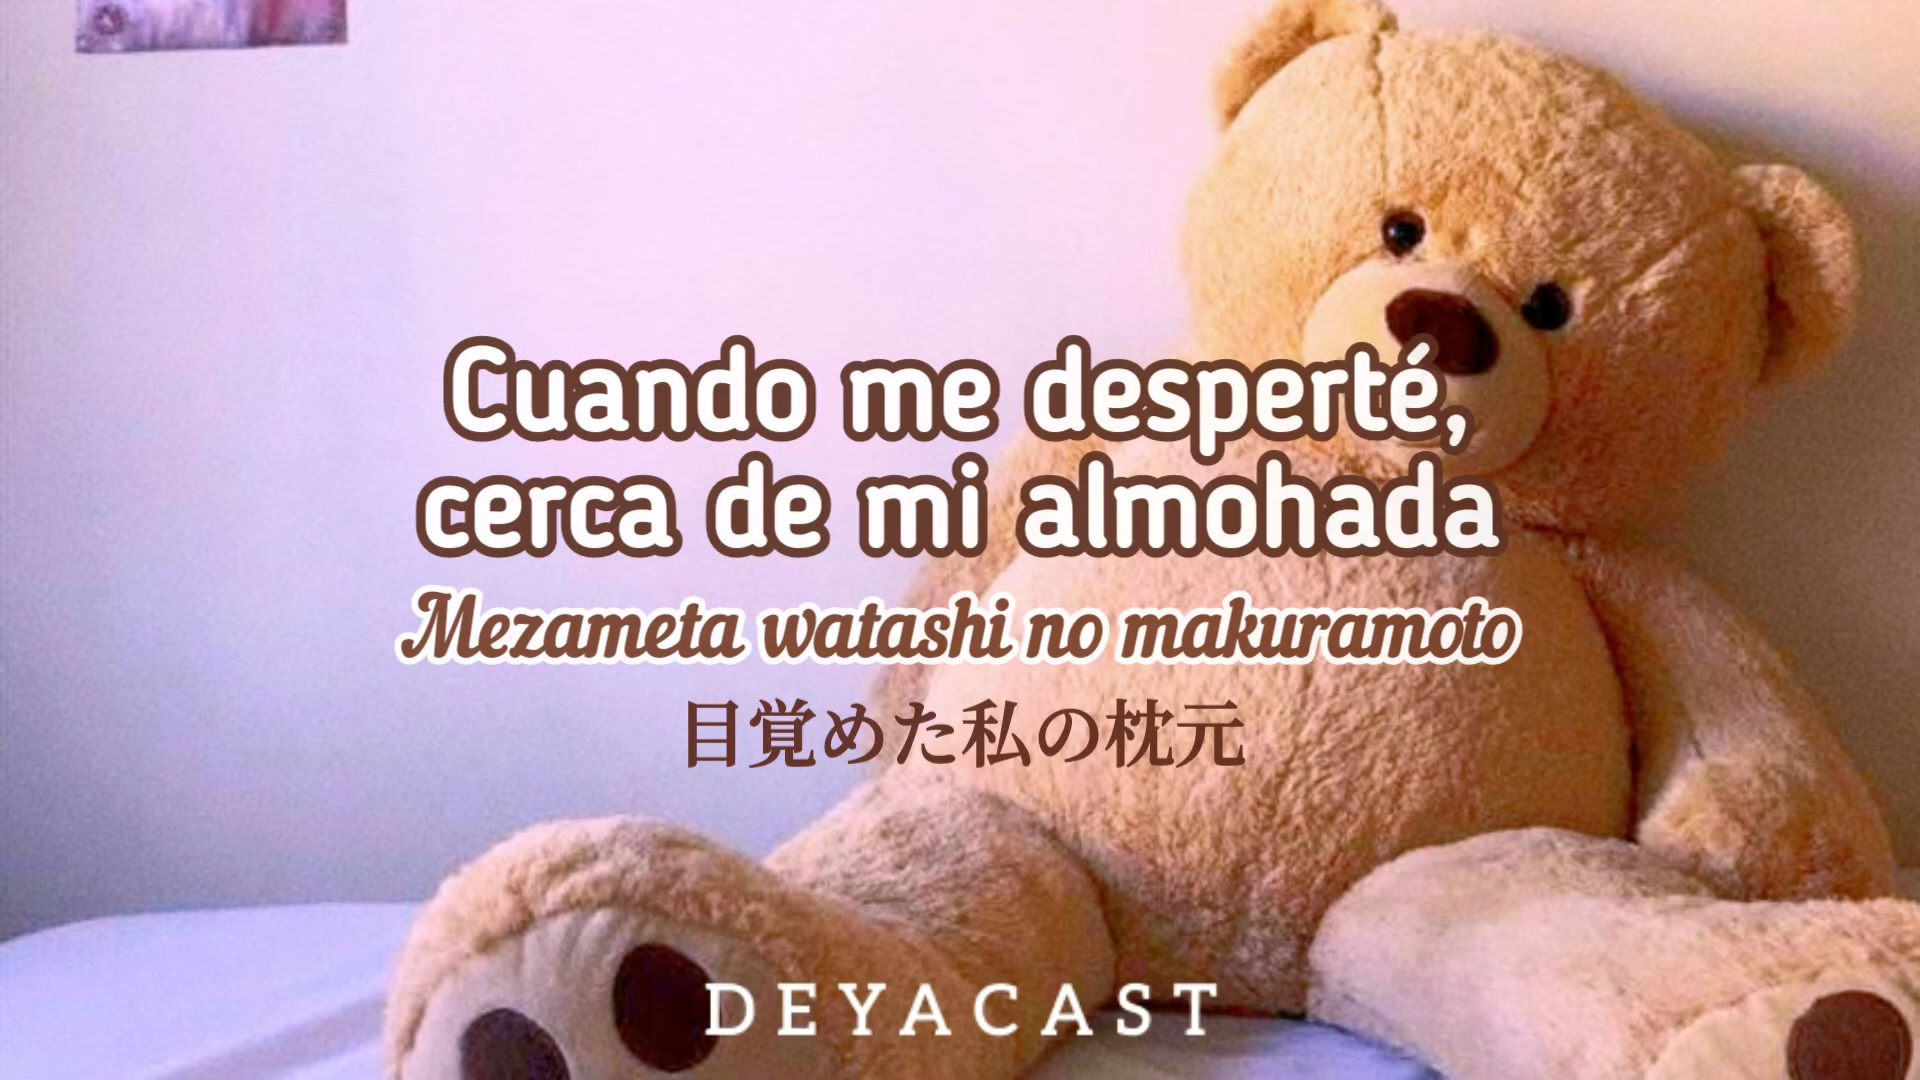 Cuando me desperté,
cerca de mi almohada
Mezameta watashi no makuramoto
目覚めた私の枕元
DEYACAST